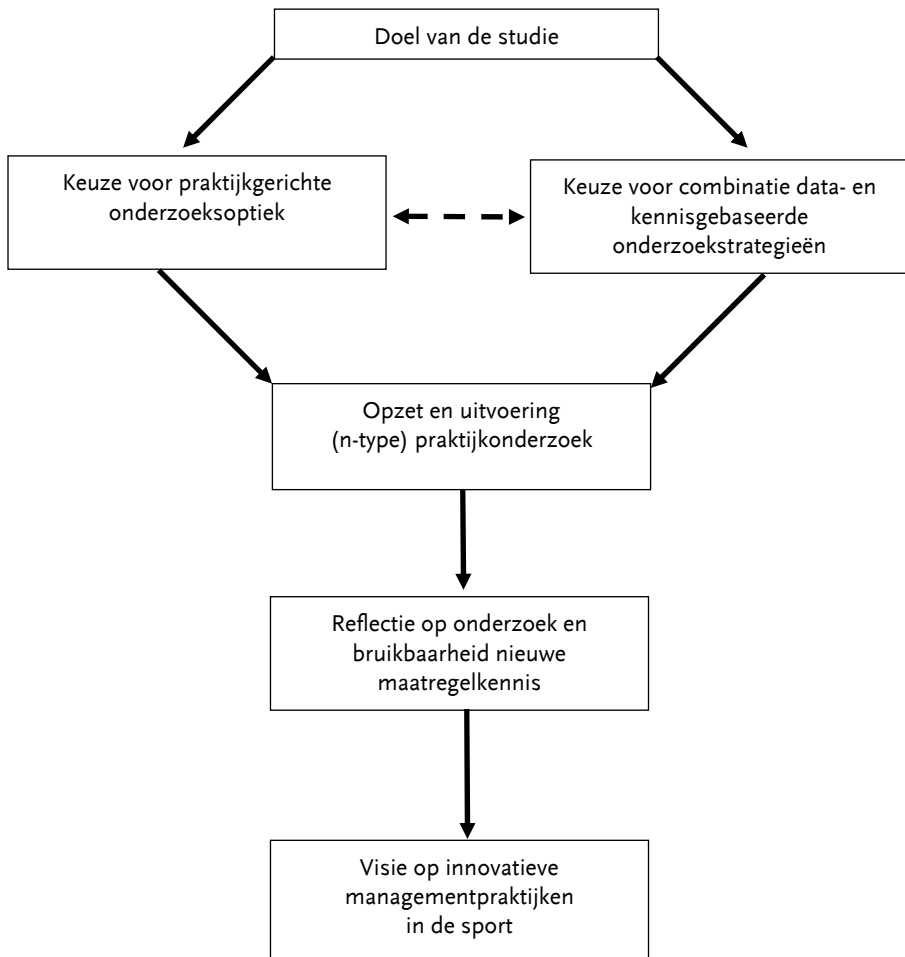 Doel van de studie
Keuze voor praktijkgerichte
onderzoeksoptiek
Keuze voor combinatie data- en
kennisgebaseerde
onderzoekstrategieën
Opzet en uitvoering
(n-type) praktijkonderzoek
Reflectie op onderzoek en
bruikbaarheid nieuwe
maatregelkennis
Visie op innovatieve
managementpraktijken
in de sport